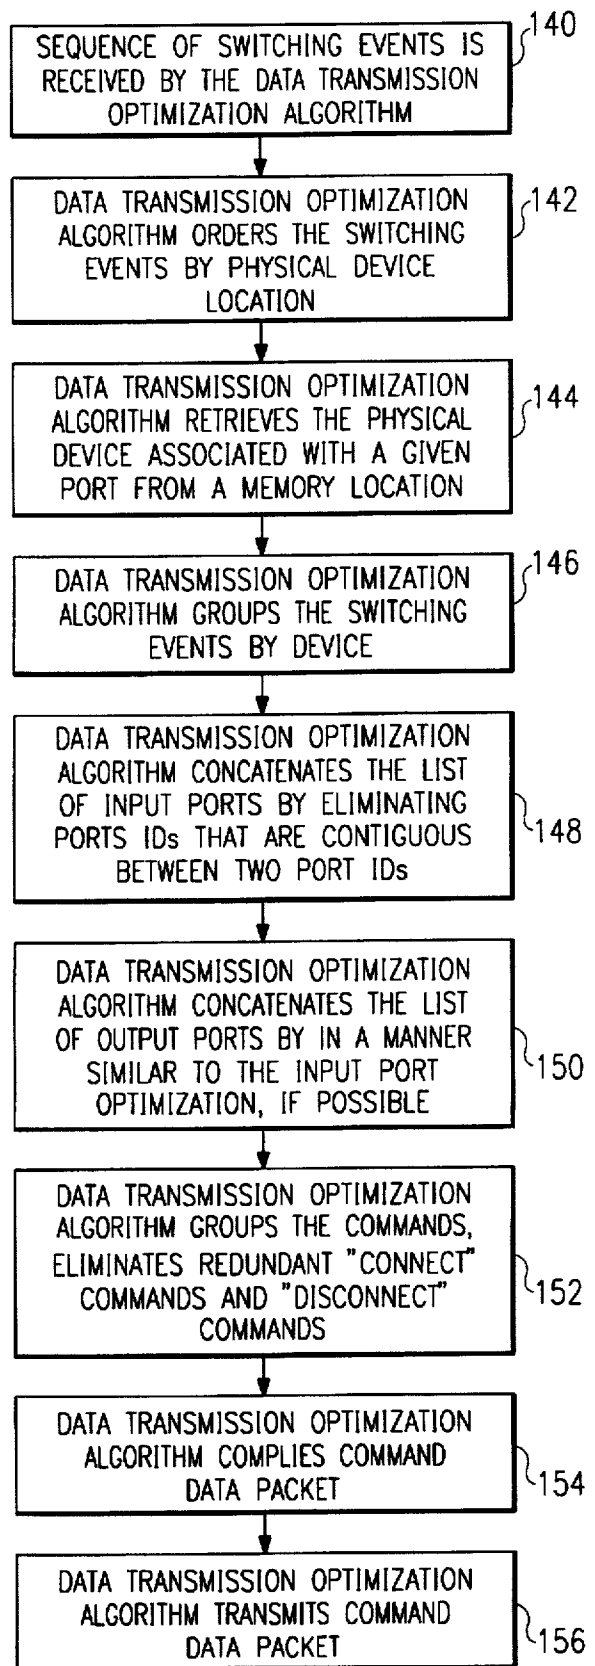 SEQUENCE OF SWITCHING EVENTS IS
RECEIVED BY THE DATA TRANSMISSION
OPTIMIZATION ALGORITHM
140
DATA TRANSMISSION OPTIMIZATION
ALGORITHM ORDERS THE SWITCHING
EVENTS BY PHYSICAL DEVICE
LOCATION
142
DATA TRANSMISSION OPTIMIZATION
ALGORITHM RETRIEVES THE PHYSICAL
DEVICE ASSOCIATED WITH A GIVEN
PORT FROM A MEMORY LOCATION
144
DATA TRANSMISSION OPTIMIZATION
ALGORITHM GROUPS THE SWITCHING
EVENTS BY DEVICE
146
DATA TRANSMISSION OPTIMIZATION
ALGORITHM CONCATENATES THE LIST
OF INPUT PORTS BY ELIMINATING
PORTS IDs THAT ARE CONTIGUOUS
BETWEEN TWO PORT IDs
148
DATA TRANSMISSION OPTIMIZATION
ALGORITHM CONCATENATES THE LIST
OF OUTPUT PORTS BY IN A MANNER
SIMILAR TO THE INPUT PORT
OPTIMIZATION, IF POSSIBLE
150
DATA TRANSMISSION OPTIMIZATION
ALGORITHM GROUPS THE COMMANDS,
ELIMINATES REDUNDANT "CONNECT"
COMMANDS AND "DISCONNECT"
COMMANDS
152
DATA TRANSMISSION OPTIMIZATION
ALGORITHM COMPLIES COMMAND
DATA PACKET
154
DATA TRANSMISSION OPTIMIZATION
ALGORITHM TRANSMITS COMMAND
DATA PACKET
156